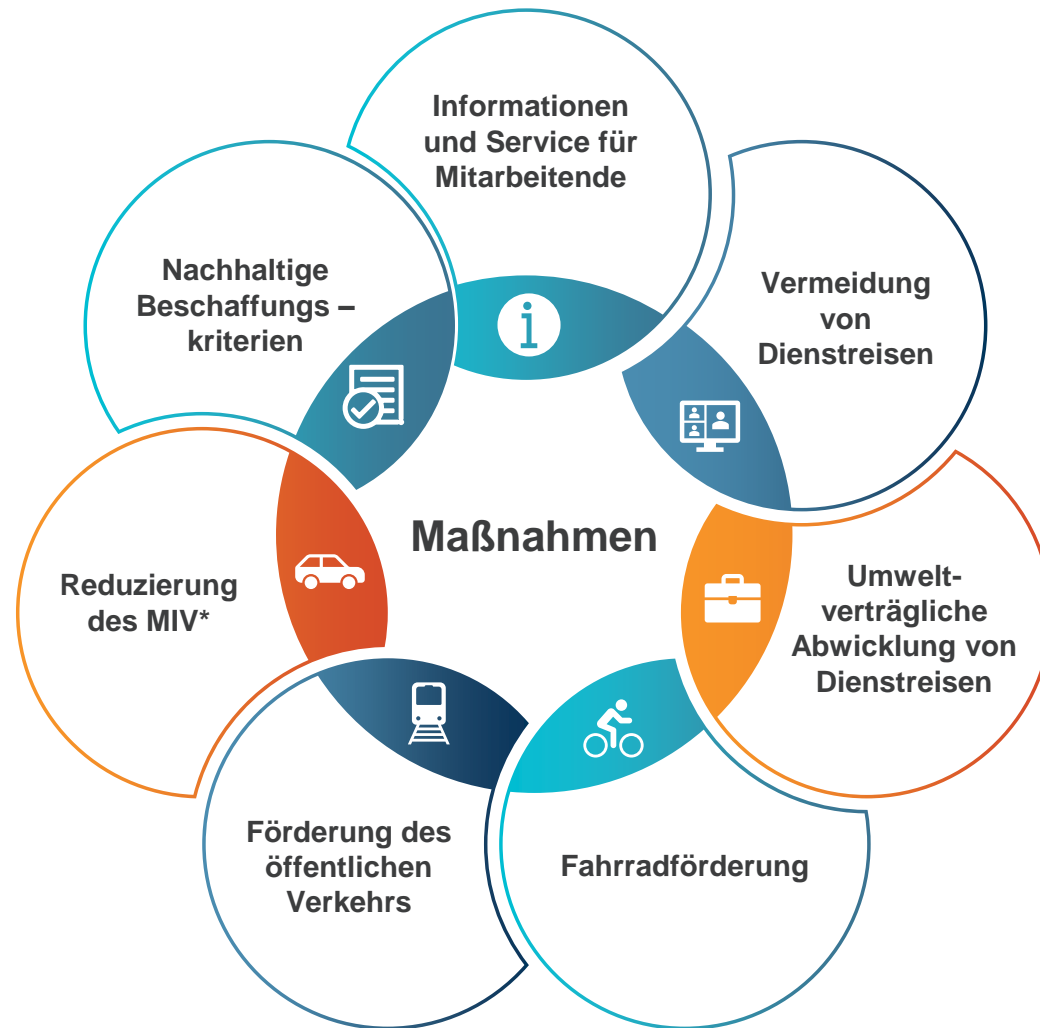 Informationen
und Service für
Mitarbeitende
Vermeidung
von
Dienstreisen
Umwelt-
verträgliche
Abwicklung von
Dienstreisen
Fahrradförderung
Förderung des
öffentlichen
Verkehrs
Reduzierung
des MIV*
Nachhaltige
Beschaffungs –
kriterien
Maßnahmen